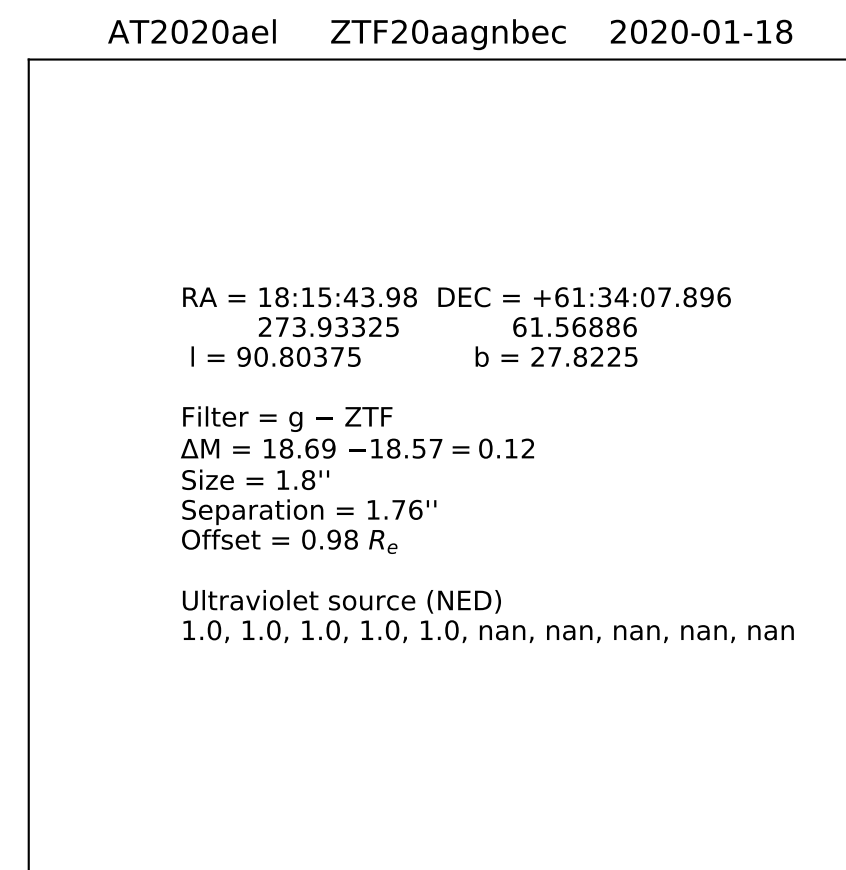 AT2020ael ZTF20aagnbec 2020-01-18
RA = 18:15:43.98 DEC = +61:34:07.896
273.93325 61.56886
l = 90.80375 b = 27.8225
Filter = g − ZTF
ΔM = 18.69 −18.57 = 0.12
Size = 1.8''
Separation = 1.76''
Offset = 0.98 Re
Ultraviolet source (NED)
1.0, 1.0, 1.0, 1.0, 1.0, nan, nan, nan, nan, nan